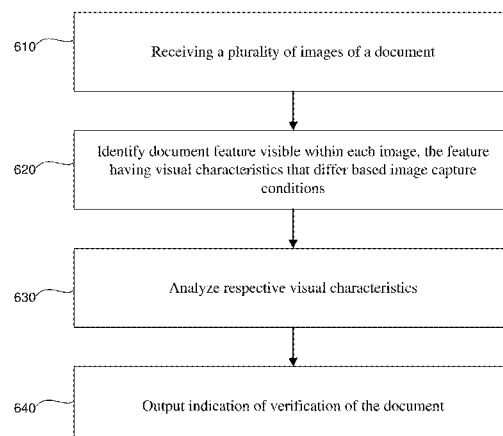 610
Receiving a plurality of images of a document
620
Identify document feature visible within each image, the feature
having visual characteristics that differ based image capture
conditions
630
Analyze respective visual characteristics
640
Output indication of verification of the document